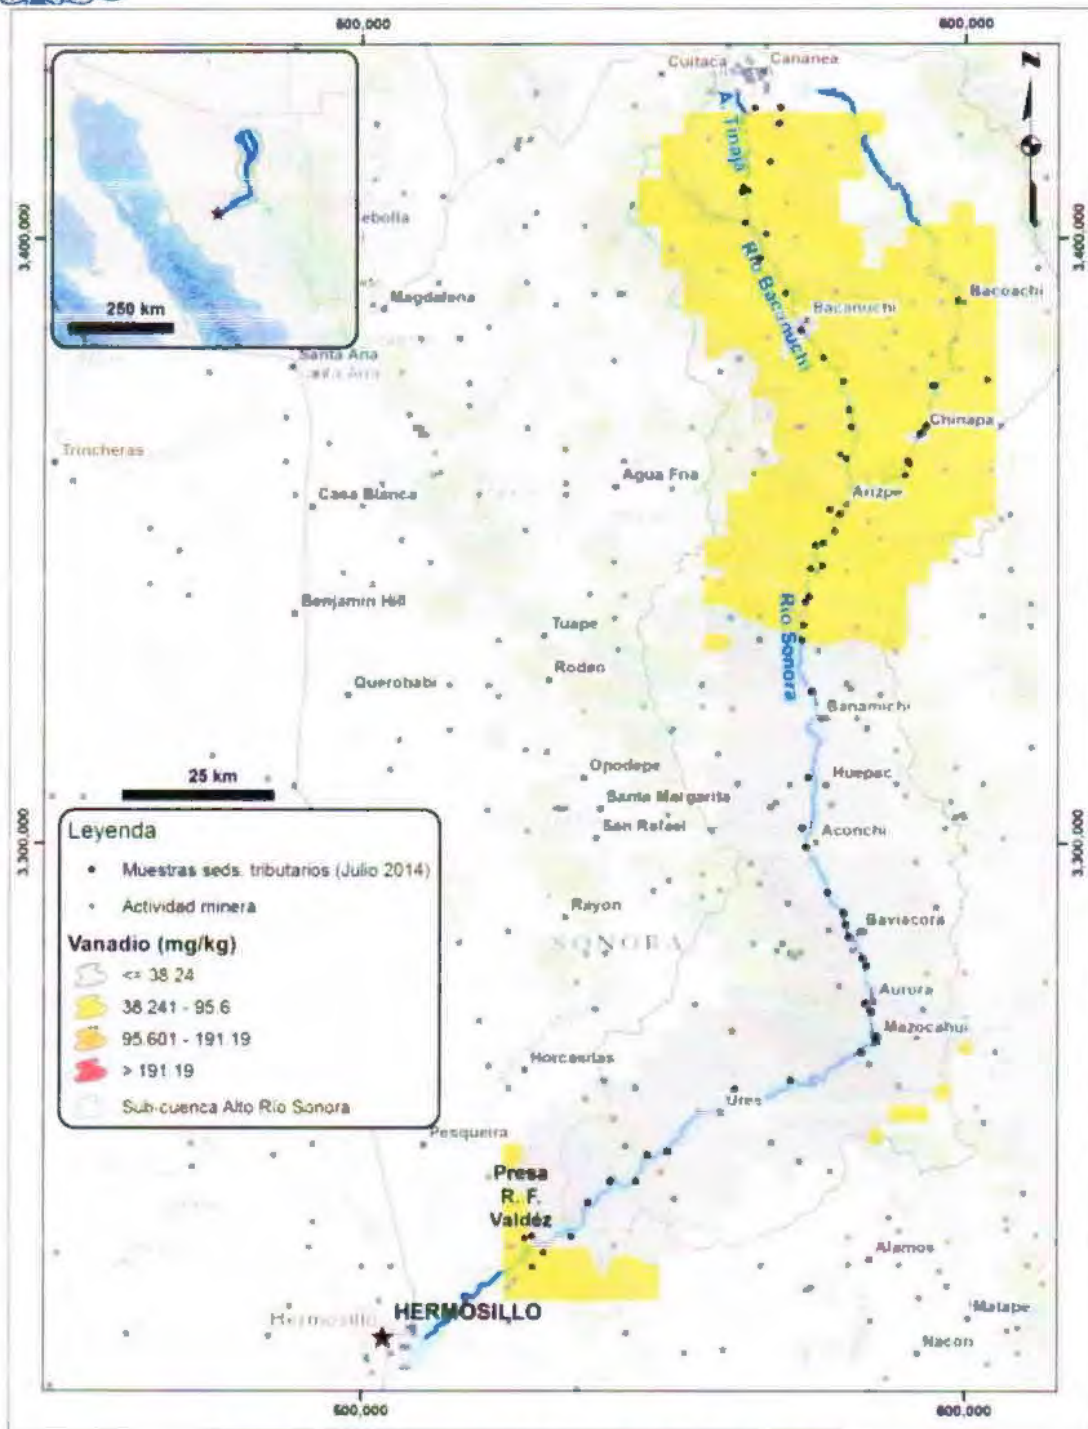 500,000
600,000
Cuitaca
Cananea
A. Tinaja
3,400,000
3,400,000
ebolla
Río Bacanuchi
Bacoachi
Magdalena
Bacanuchi
250 km
Santa Ana
Santa Ana
Chinapa
Trincheras
Agua Fria
Casa Blanca
Arizpe
Benjamin Hill
Río Sonora
Tuape
Rodeo
Querobabi
Banamichi
25 km
Opodepe
Huepac
Santa Margarita
San Rafael
Aconchi
3,300,000
3,300,000
Leyenda
Muestras seds. tributarios (Julio 2014)
Actividad minera
Vanadio (mg/kg)
<= 38.24
38.241 - 95.6
95.601 - 191.19
> 191.19
Sub-cuenca Alto Río Sonora
Rayon
SONORA
Baviacora
Aurora
Mazocahui
Horcasitas
Ures
Pesqueira
Presa
R. F.
Valdéz
Alamos
Hermosillo
HERMOSILLO
Matape
Nacori
500,000
600,000